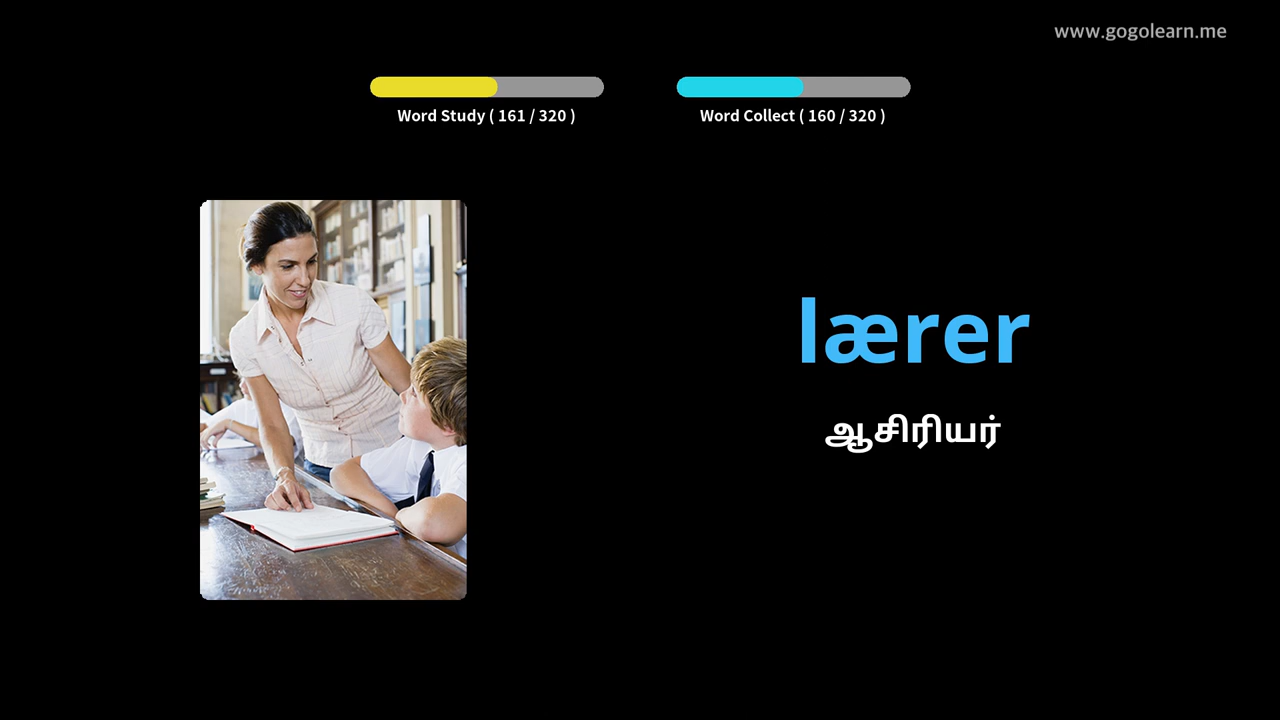 www.gogolearn.me
Word Study ( 161 / 320 )
Word Collect ( 160 / 320 )
lærer
ஆசிரியர்